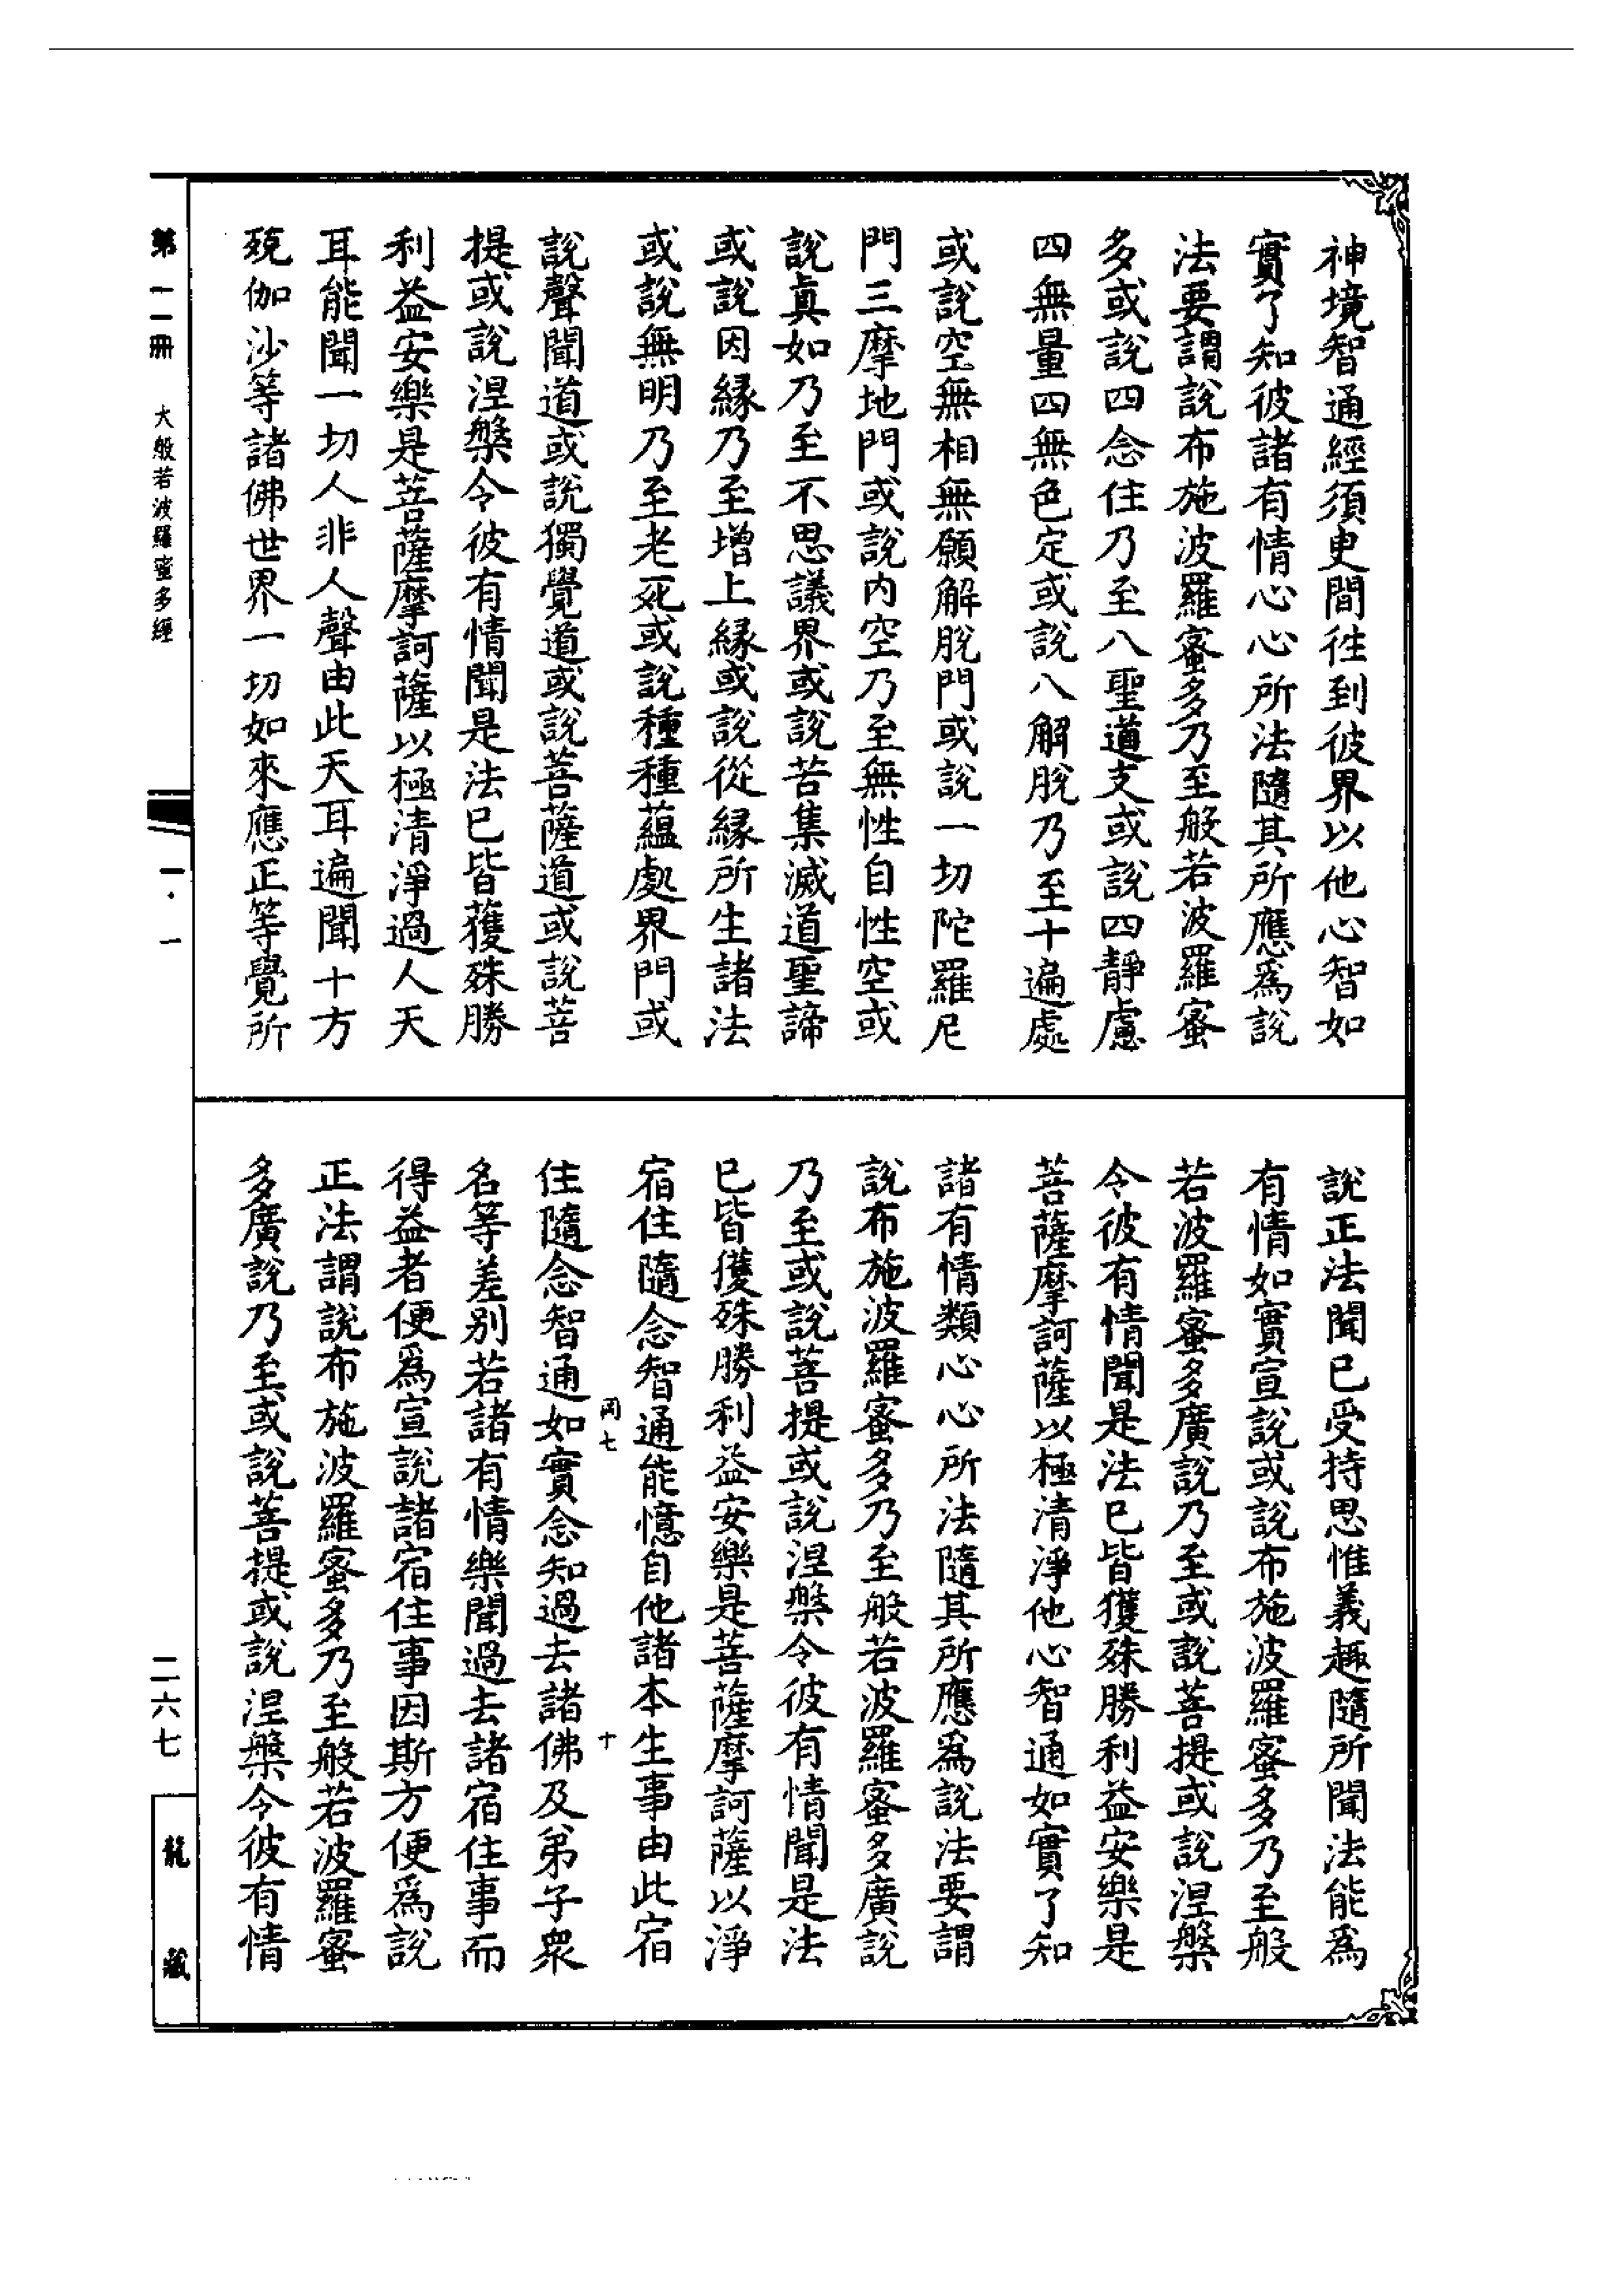 神境智通經須臾間徃到彼界以他心智如
實了知彼諸有情心心所法隨其所應爲說
法要謂說布施波羅蜜多乃至般若波羅蜜
多或說四念住乃至八聖道支或說四靜慮
四無量四無色定或說八解脫乃至十遍處
或說空無相無願解脫門或說一切陀羅尼
門三摩地門或說內空乃至無性自性空或
說眞如乃至不思議界或說苦集滅道聖諦
或說因緣乃至增上緣或說從緣所生諸法
或說無明乃至老死或說種種蘊處界門或
說聲聞道或說獨覺道或說菩薩道或說菩
提或說涅槃令彼有情聞是法已皆獲殊勝
利益安樂是菩薩摩訶薩以極清淨過人天
耳能聞一切人非人聲由此天耳遍聞十方
殑伽沙等諸佛世界一切如來應正等覺所
說正法聞已受持思惟義趣隨所聞法能爲
有情如實宣說或說布施波羅蜜多乃至般
若波羅蜜多廣說乃至或說菩提或說涅槃
令彼有情聞是法已皆獲殊勝利益安樂是
菩薩摩訶薩以極清淨他心智通如實了知
諸有情類心心所法隨其所應爲說法要謂
說布施波羅蜜多乃至般若波羅蜜多廣說
乃至或說菩提或說涅槃令彼有情聞是法
已皆獲殊勝利益安樂是菩薩摩訶薩以淨
宿住隨念智通能憶自他諸本生事由此宿
岡七 十
住隨念智通如實念知過去諸佛及弟子衆
名等差別若諸有情樂聞過去諸宿住事而
得益者便爲宣說諸宿住事因斯方便爲說
正法謂說布施波羅蜜多乃至般若波羅蜜
多廣說乃至或說菩提或說涅槃令彼有情
第一二冊 大般若波羅蜜多經 一·一 二六七 龍藏